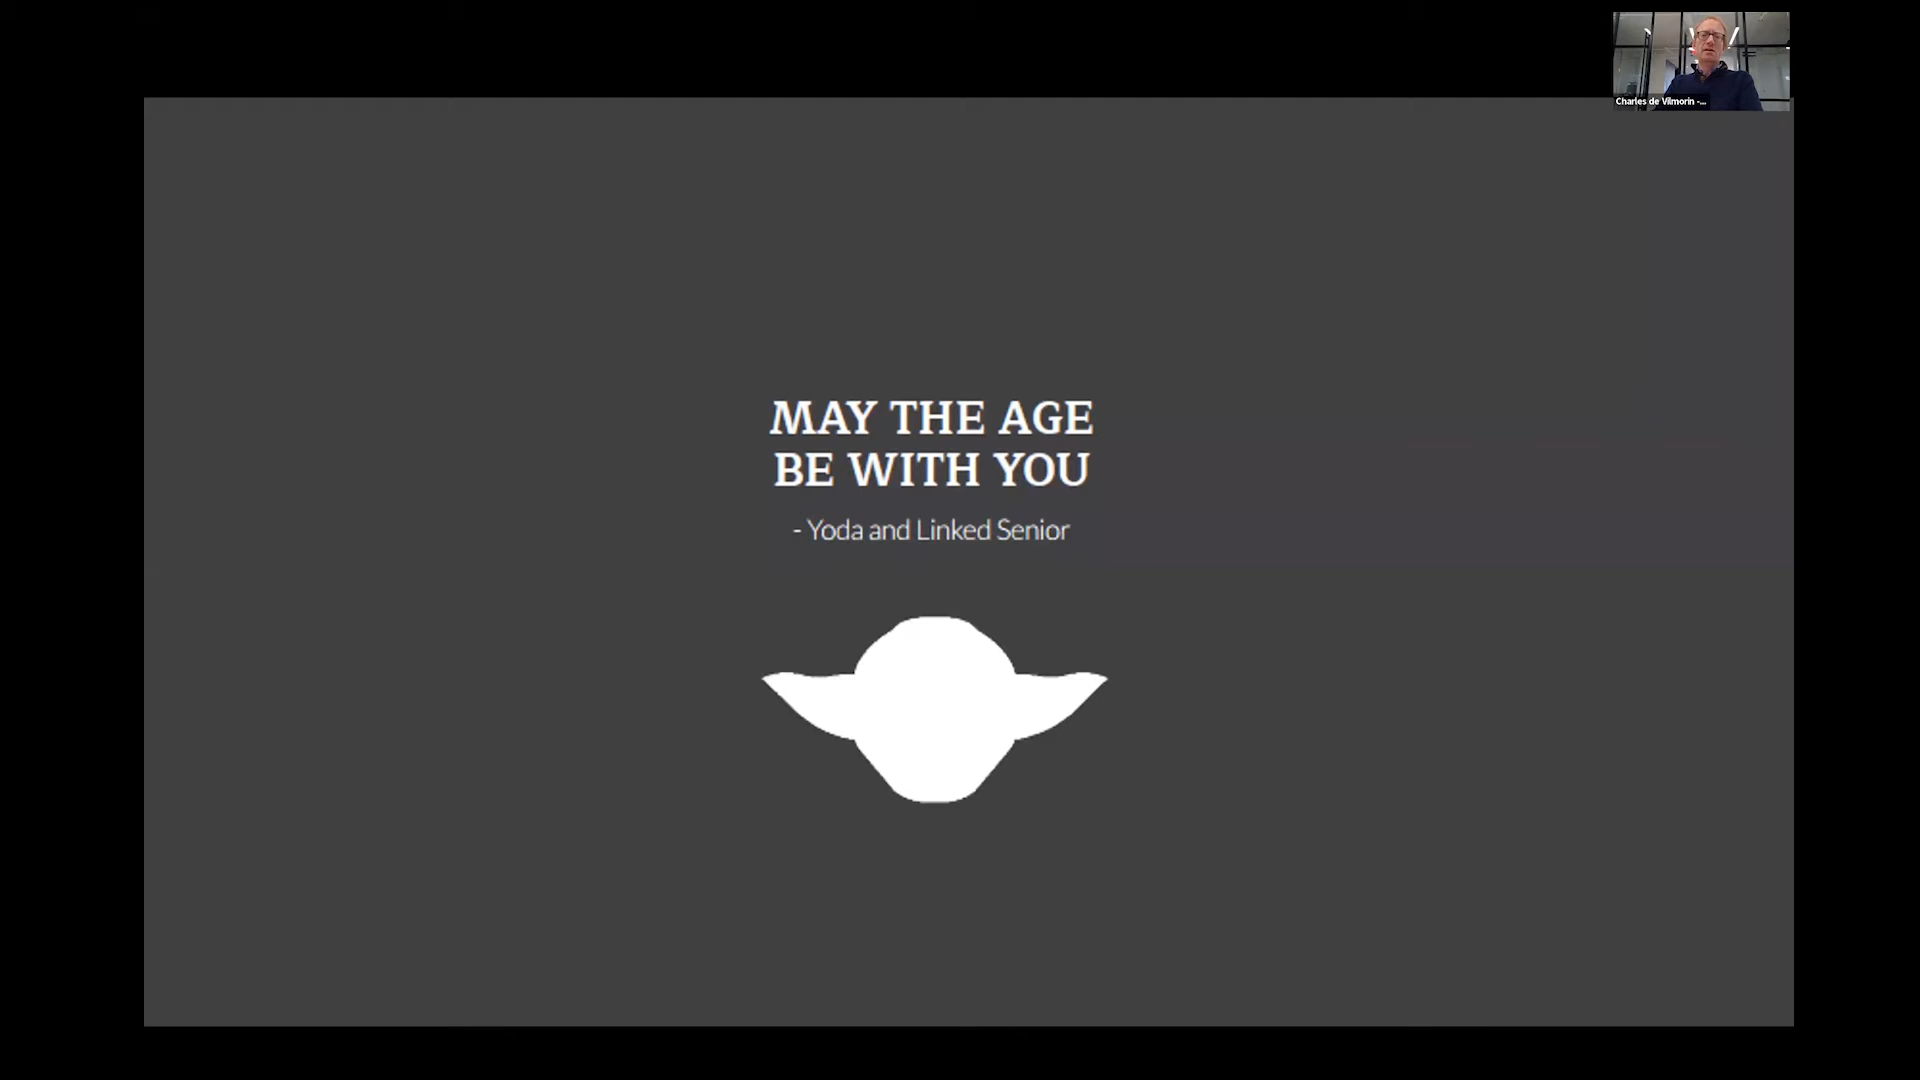 Charles de Vilmorin -...
MAY THE AGE
BE WITH YOU
- Yoda and Linked Senior